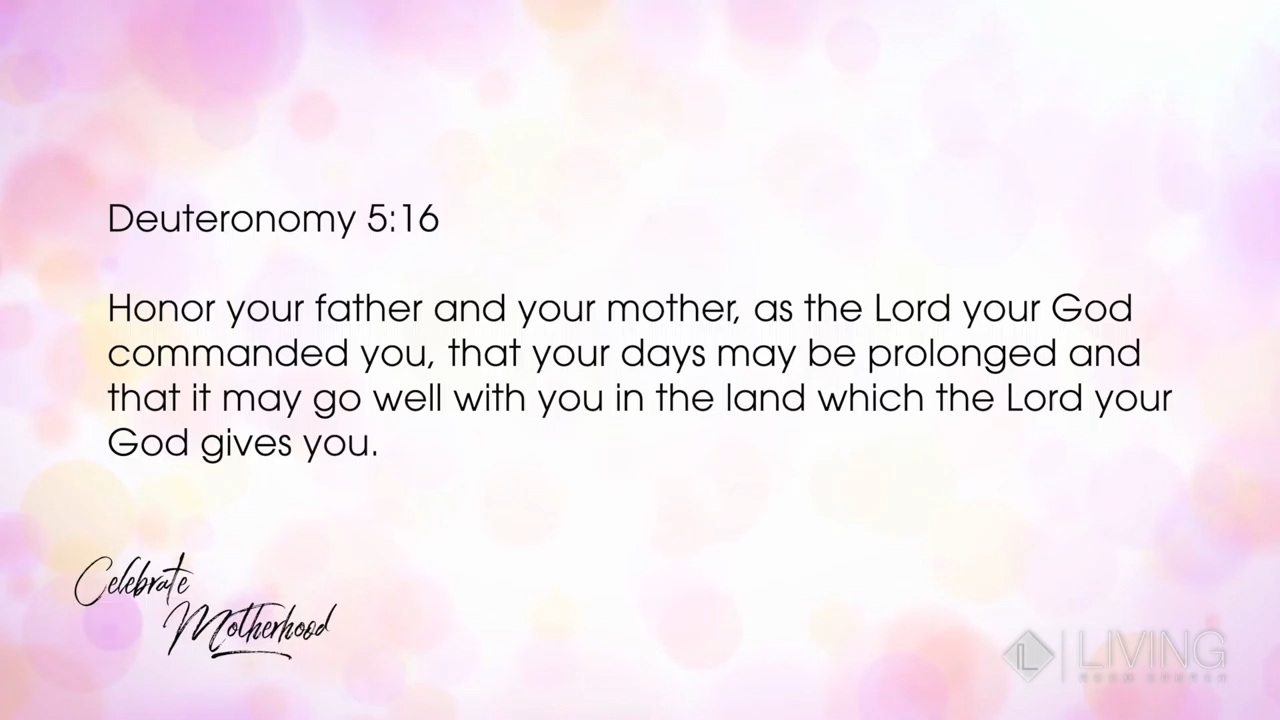 Deuteronomy 5:16
Honor your father and your mother, as the Lord your God
commanded you, that your days may be prolonged and
that it may go well with you in the land which the Lord your
God gives you.
Celebrate
Motherhood
LIVING